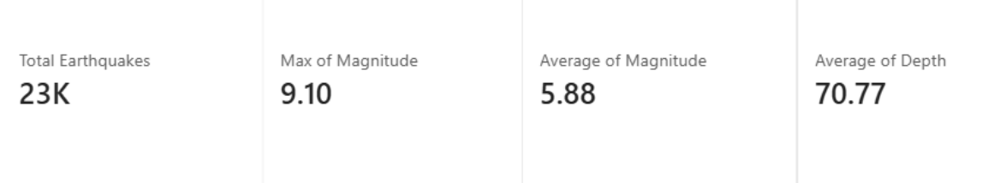 Total Earthquakes
23K
Max of Magnitude
9.10
Average of Magnitude
5.88
Average of Depth
70.77